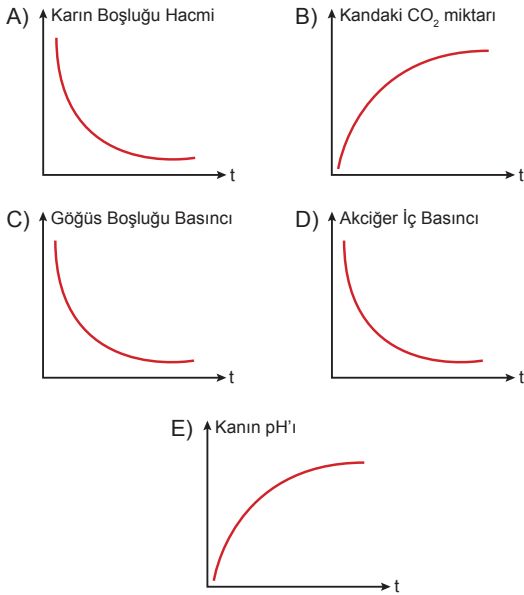 A) Karın Boşluğu Hacmi
t
B) Kandaki CO₂ miktarı
t
C) Göğüs Boşluğu Basıncı
t
D) Akciğer İç Basıncı
t
E) Kanın pH'ı
t